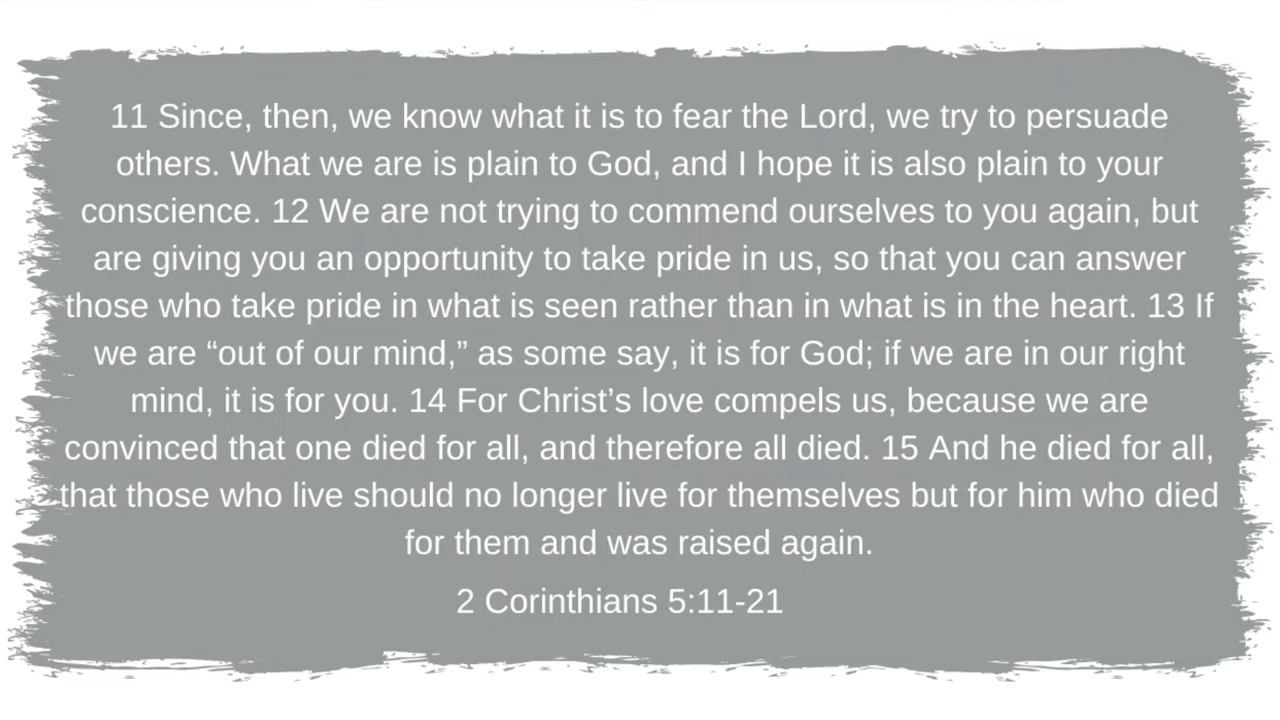 11 Since, then, we know what it is to fear the Lord, we try to persuade
others. What we are is plain to God, and I hope it is also plain to your
conscience. 12 We are not trying to commend ourselves to you again, but
are giving you an opportunity to take pride in us, so that you can answer
those who take pride in what is seen rather than in what is in the heart. 13 If
we are “out of our mind,” as some say, it is for God; if we are in our right
mind, it is for you. 14 For Christ’s love compels us, because we are
convinced that one died for all, and therefore all died. 15 And he died for all,
that those who live should no longer live for themselves but for him who died
for them and was raised again.
2 Corinthians 5:11-21